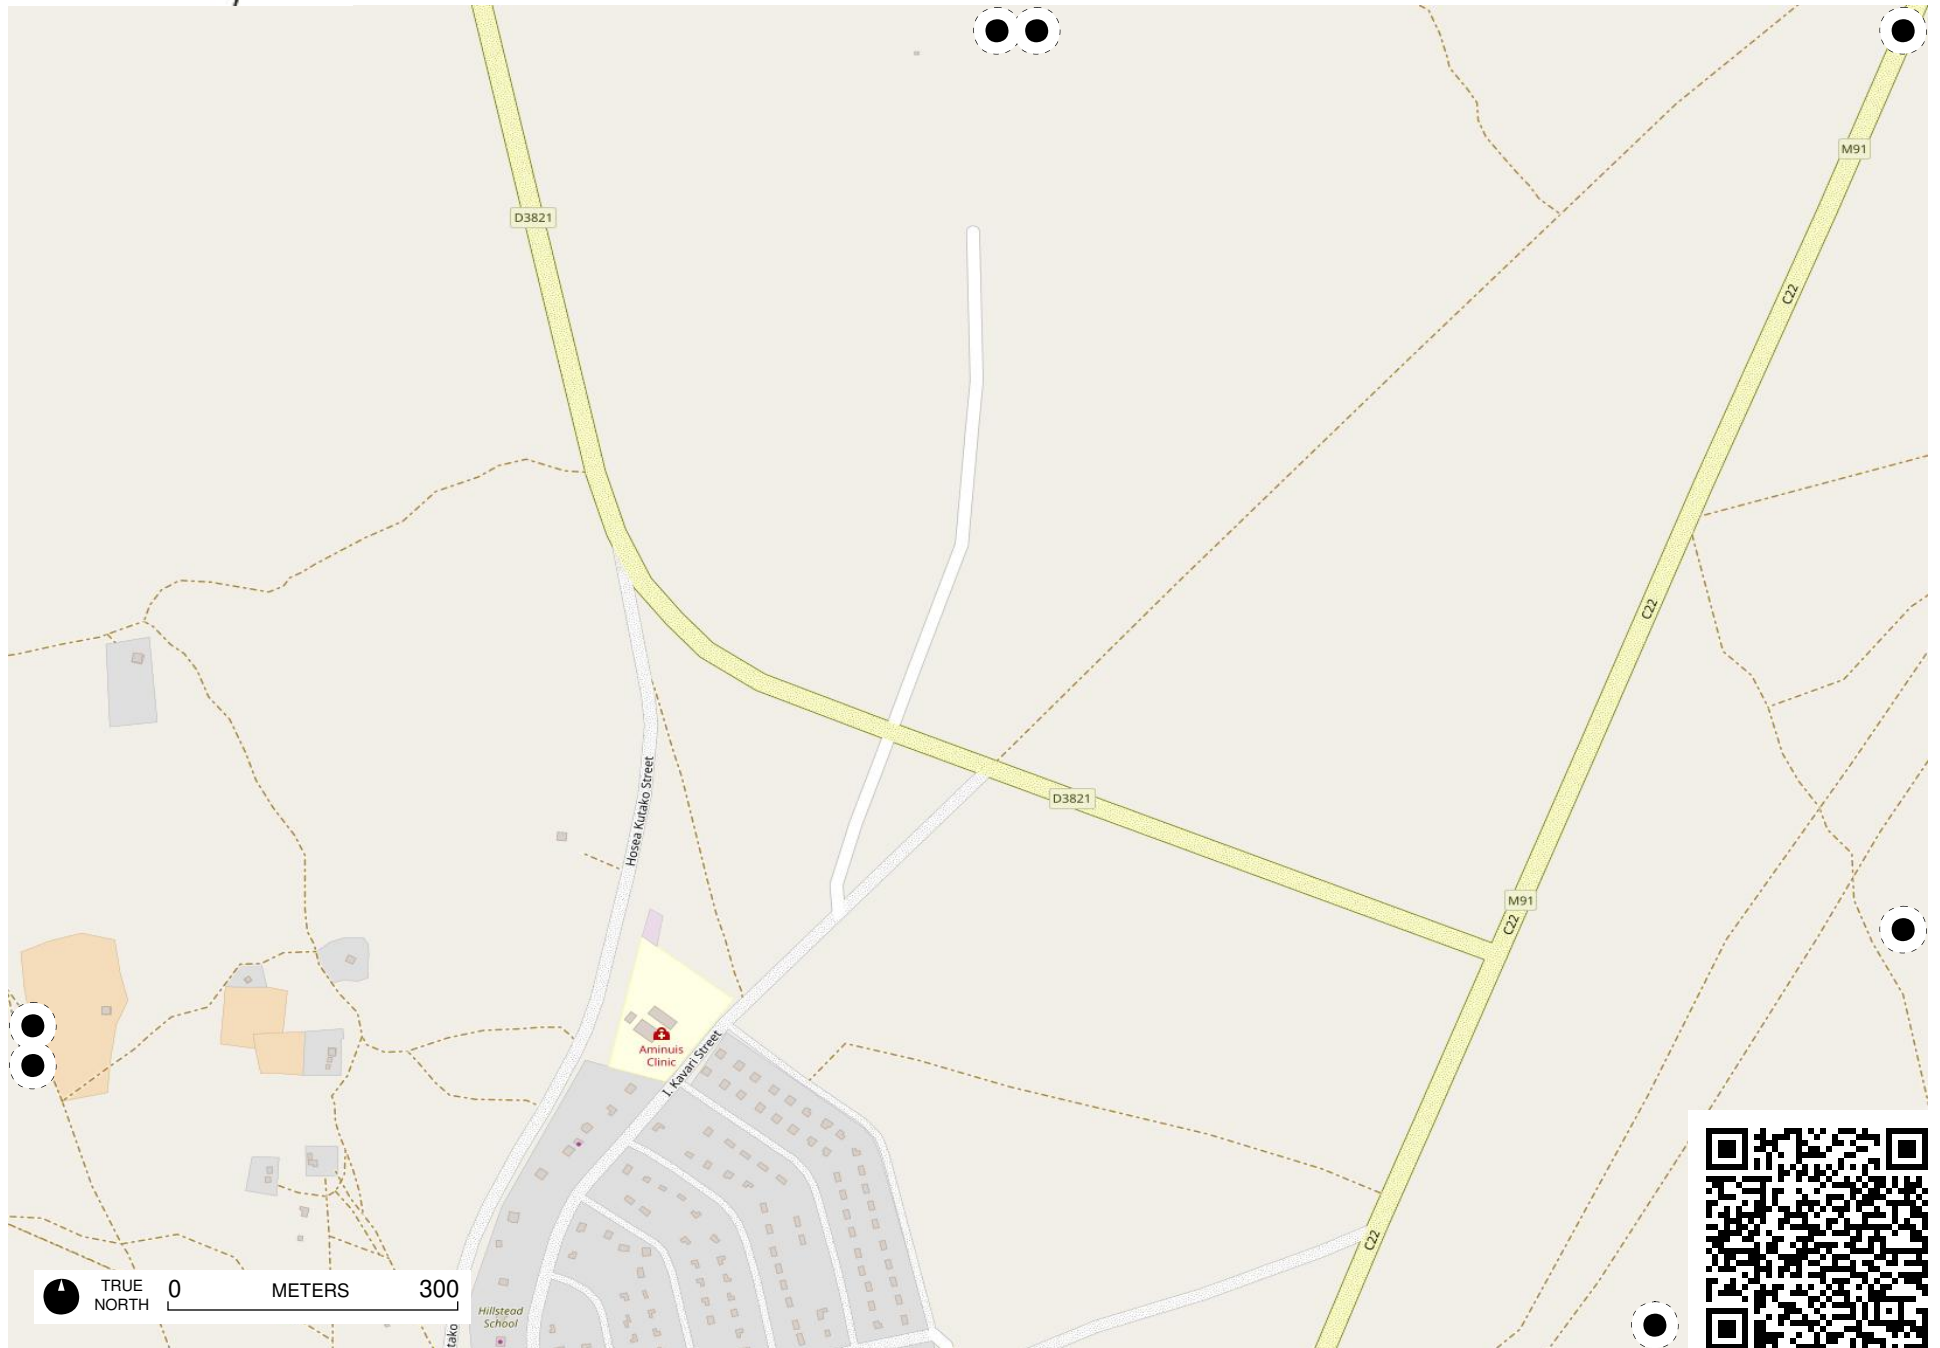 M91
D3821
C22
C22
Hosea Kutako Street
D3821
M91
C22
Aminuis
Clinic
I. Kavari Street
C22
TRUE
NORTH
0
METERS
300
Hillstead
School
tako